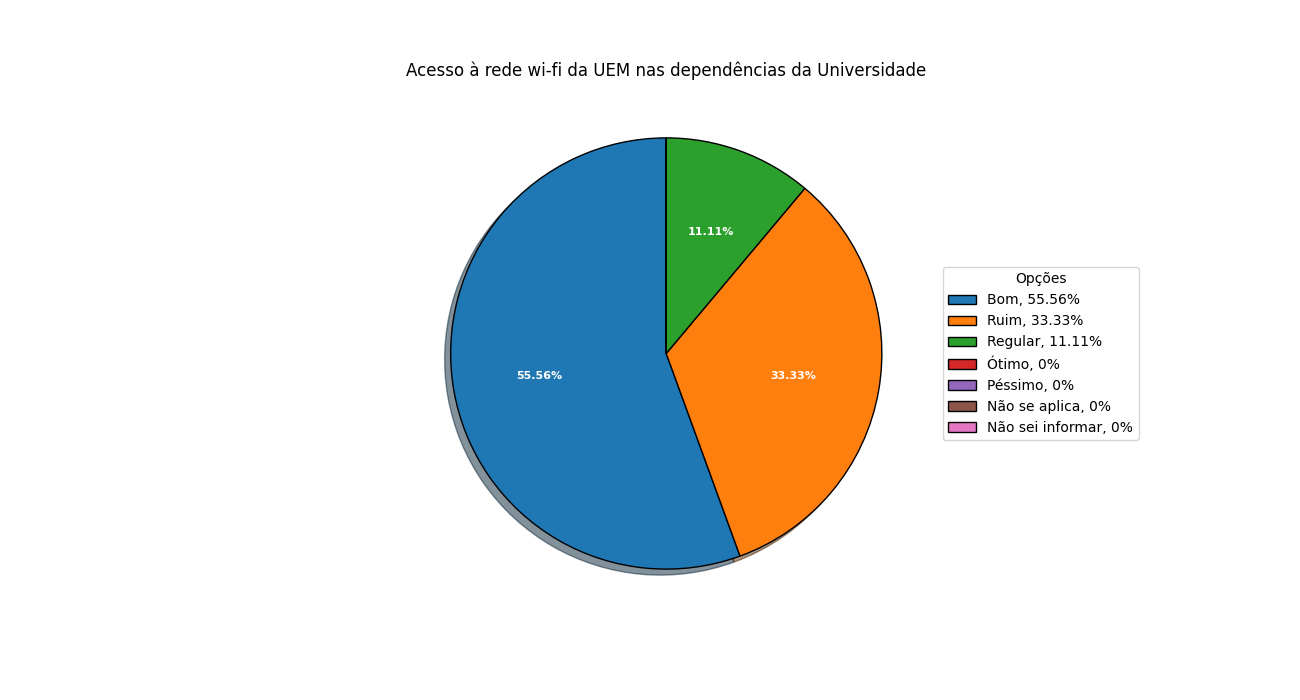 Acesso à rede wi-fi da UEM nas dependências da Universidade
11.11%
55.56%
33.33%
Opções
Bom, 55.56%
Ruim, 33.33%
Regular, 11.11%
Ótimo, 0%
Péssimo, 0%
Não se aplica, 0%
Não sei informar, 0%